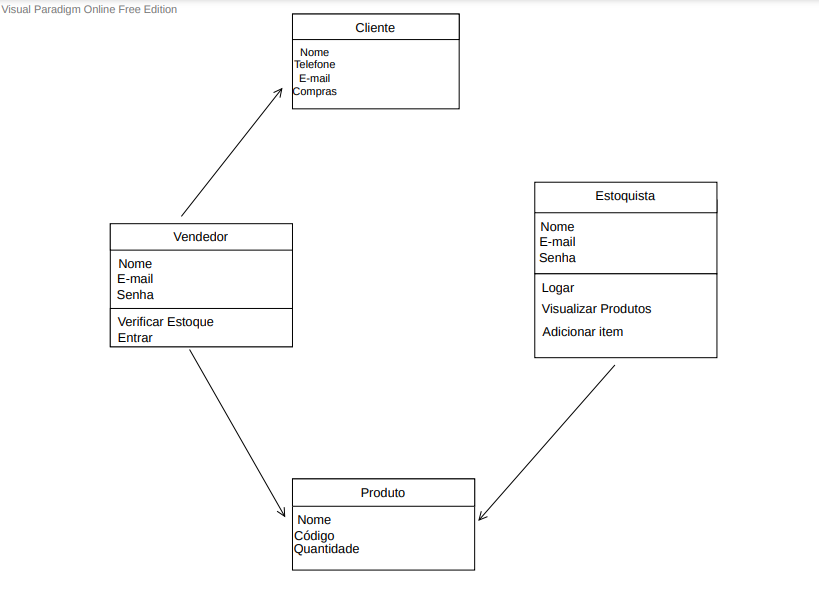 Visual Paradigm Online Free Edition
Cliente
Nome
Telefone
E-mail
Compras
Estoquista
Nome
E-mail
Senha
Logar
Visualizar Produtos
Adicionar item
Vendedor
Nome
E-mail
Senha
Verificar Estoque
Entrar
Produto
Nome
Código
Quantidade